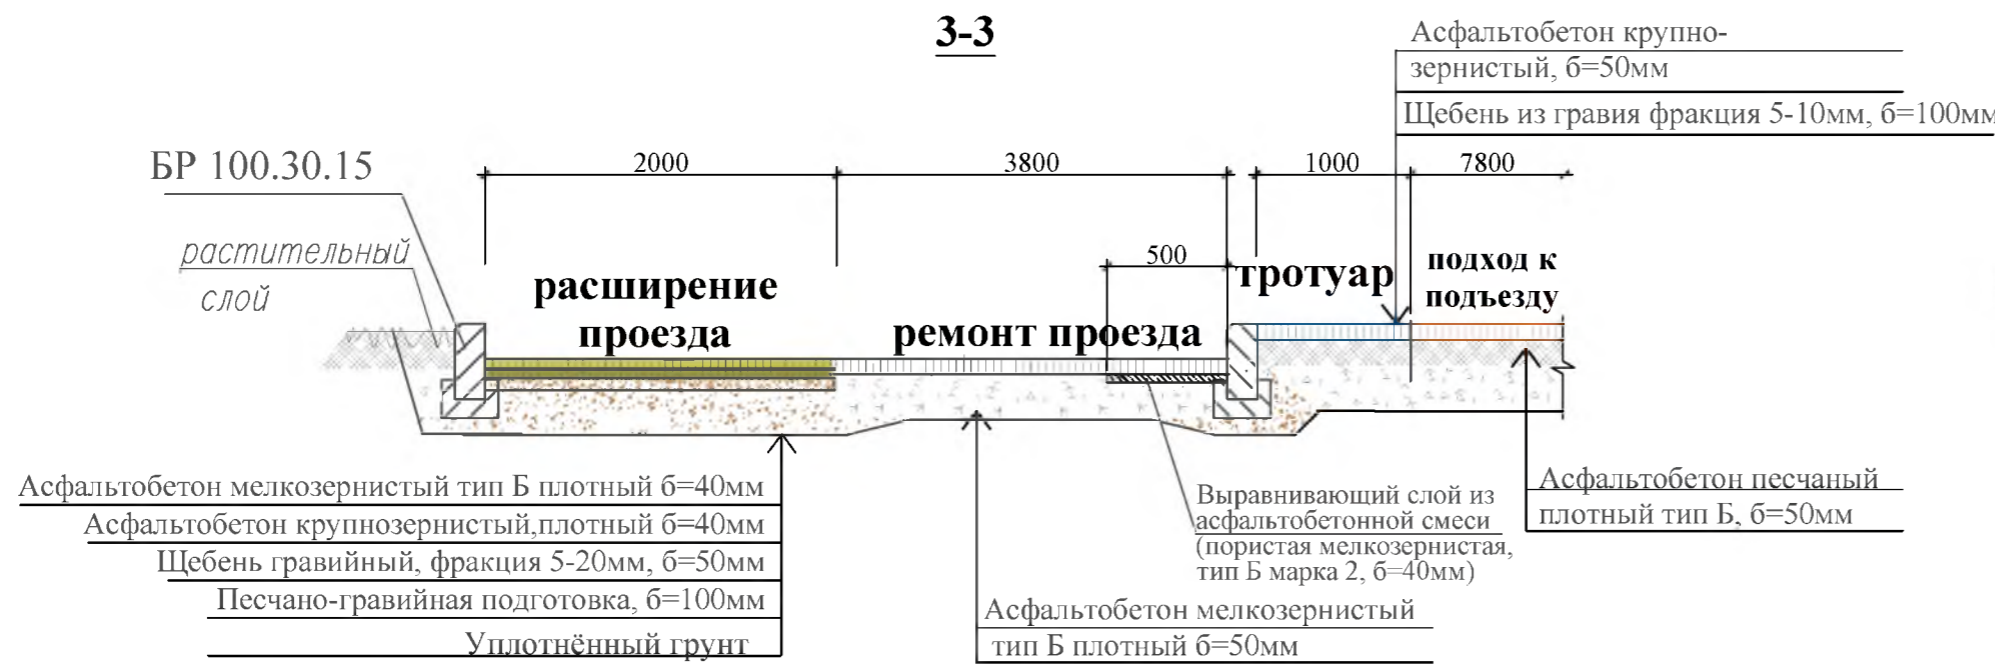 3-3
Асфальтобетон крупно-
зернистый, б=50мм
Щебень из гравия фракция 5-10мм, б=100мм
БР 100.30.15
2000
3800
1000
7800
растительный
слой
500
расширение
проезда
ремонт проезда
тротуар
подход к
подъезду
Асфальтобетон мелкозернистый тип Б плотный б=40мм
Асфальтобетон крупнозернистый,плотный б=40мм
Щебень гравийный, фракция 5-20мм, б=50мм
Песчано-гравийная подготовка, б=100мм
Уплотнённый грунт
Выравнивающий слой из
асфальтобетонной смеси
(пористая мелкозернистая,
тип Б марка 2, б=40мм)
Асфальтобетон мелкозернистый
тип Б плотный б=50мм
Асфальтобетон песчаный
плотный тип Б, б=50мм